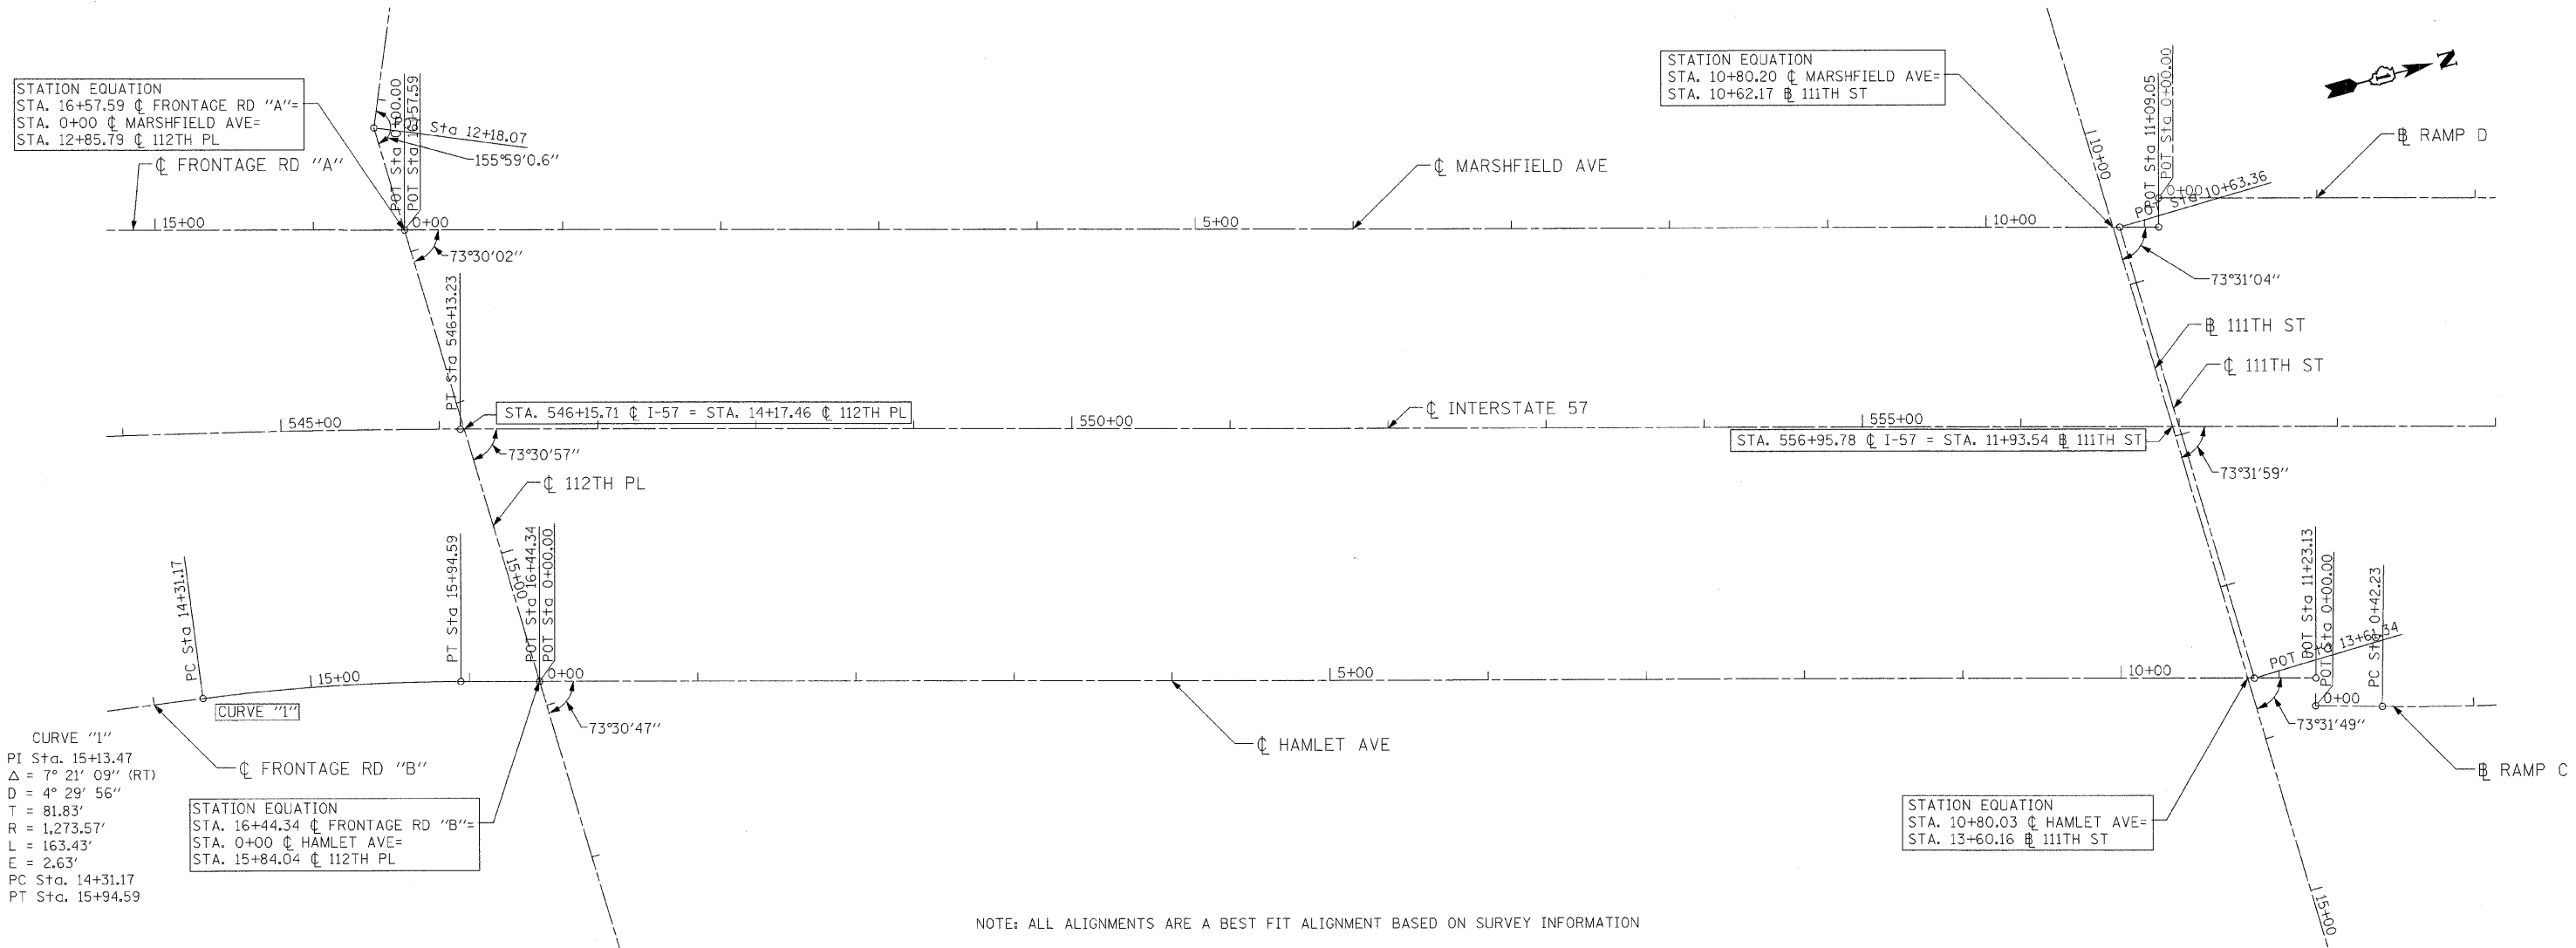 STATION EQUATION
STA. 16+57.59 ℄ FRONTAGE RD "A"=
STA. 0+00 ℄ MARSHFIELD AVE=
STA. 12+85.79 ℄ 112TH PL
℄ FRONTAGE RD "A"
15+00
POT Sta 0+00.00
POT Sta 16+57.59
Sta 12+18.07
155°59'0.6"
0+00
73°30'02"
℄ MARSHFIELD AVE
5+00
10+00
STATION EQUATION
STA. 10+80.20 ℄ MARSHFIELD AVE=
STA. 10+62.17 B 111TH ST
10+00
POT Sta 11+09.05
POT Sta 0+00.00
0+00
POT Sta 10+63.36
B RAMP D
N
73°31'04"
B 111TH ST
℄ 111TH ST
PT Sta 546+13.23
545+00
STA. 546+15.71 ℄ I-57 = STA. 14+17.46 ℄ 112TH PL
73°30'57"
℄ 112TH PL
550+00
℄ INTERSTATE 57
555+00
STA. 556+95.78 ℄ I-57 = STA. 11+93.54 B 111TH ST
73°31'59"
PC Sta 14+31.17
15+00
PT Sta 15+94.59
15+00
POT Sta 16+44.34
POT Sta 0+00.00
0+00
73°30'47"
CURVE "1"
℄ FRONTAGE RD "B"
5+00
℄ HAMLET AVE
10+00
POT Sta 13+61.34
POT Sta 11+23.13
POT Sta 0+00.00
PC Sta 0+42.23
0+00
73°31'49"
B RAMP C
CURVE "1"
PI Sta. 15+13.47
Δ = 7° 21' 09" (RT)
D = 4° 29' 56"
T = 81.83'
R = 1,273.57'
L = 163.43'
E = 2.63'
PC Sta. 14+31.17
PT Sta. 15+94.59
STATION EQUATION
STA. 16+44.34 ℄ FRONTAGE RD "B"=
STA. 0+00 ℄ HAMLET AVE=
STA. 15+84.04 ℄ 112TH PL
STATION EQUATION
STA. 10+80.03 ℄ HAMLET AVE=
STA. 13+60.16 B 111TH ST
15+00
NOTE: ALL ALIGNMENTS ARE A BEST FIT ALIGNMENT BASED ON SURVEY INFORMATION